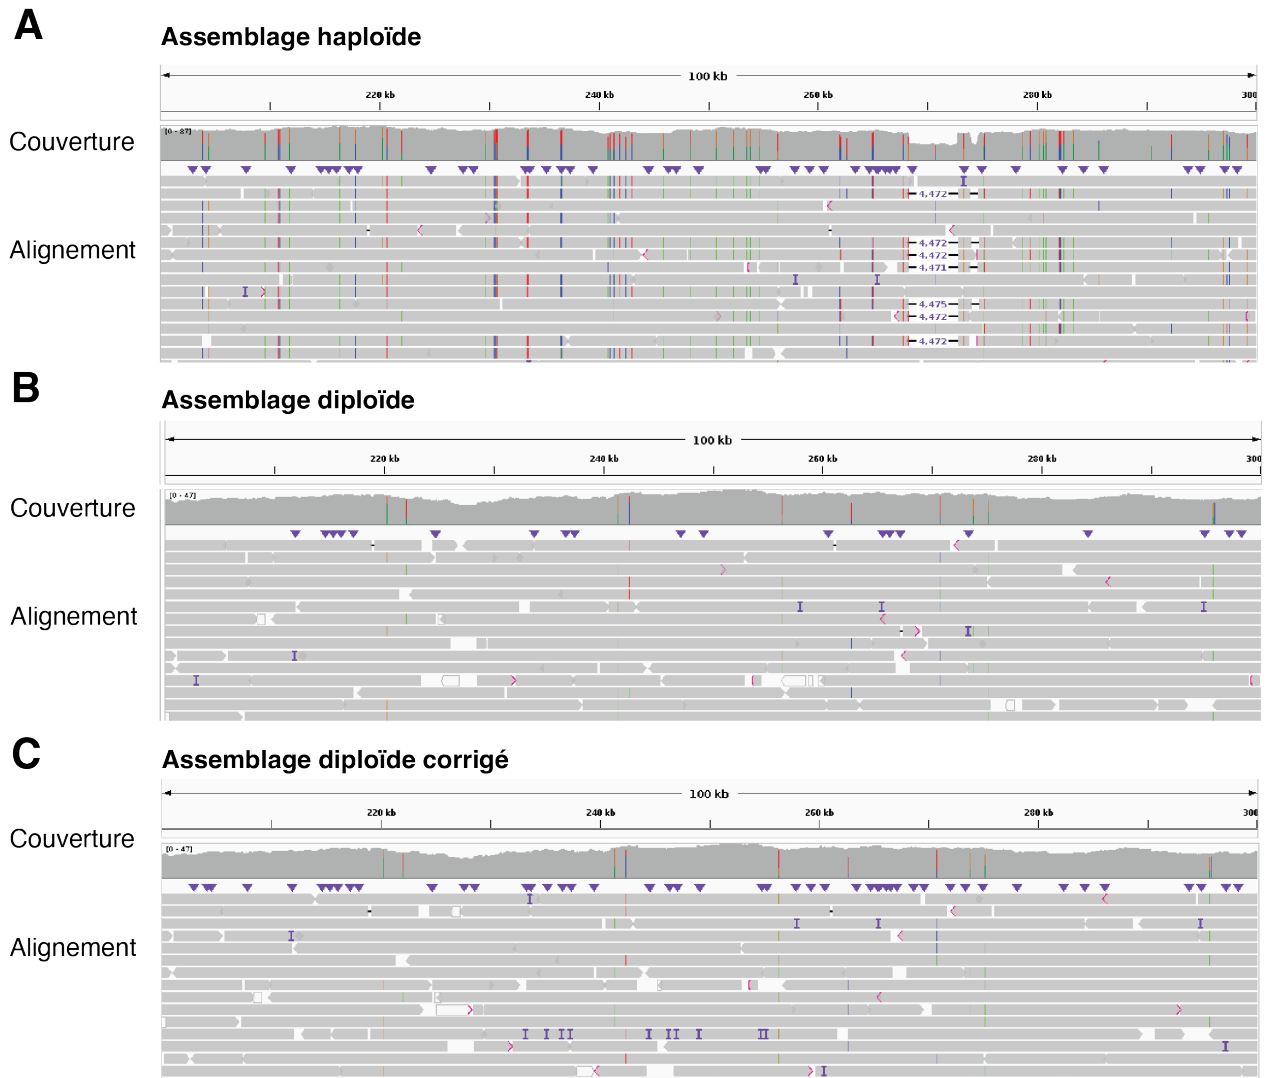 A
Assemblage haploïde
100 kb
220 kb 240 kb 260 kb 280 kb 300
Couverture
[0 - 87]
Alignement
4,472
4,472
4,472
4,471
4,475
4,472
4,472
B
Assemblage diploïde
100 kb
220 kb 240 kb 260 kb 280 kb 300
Couverture
[0 - 47]
Alignement
C
Assemblage diploïde corrigé
100 kb
220 kb 240 kb 260 kb 280 kb 300
Couverture
[0 - 47]
Alignement